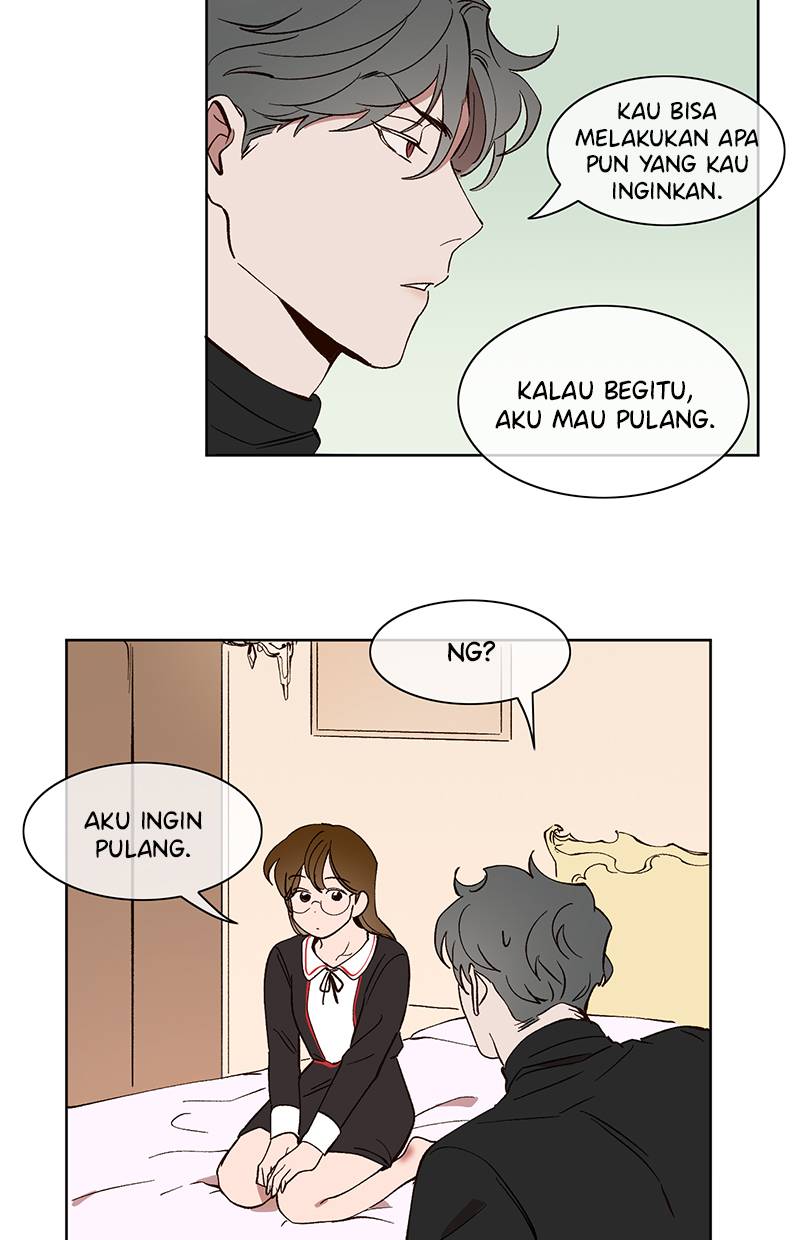 KAU BISA
MELAKUKAN APA
PUN YANG KAU
INGINKAN.
KALAU BEGITU,
AKU MAU PULANG.
NG?
AKU INGIN
PULANG.